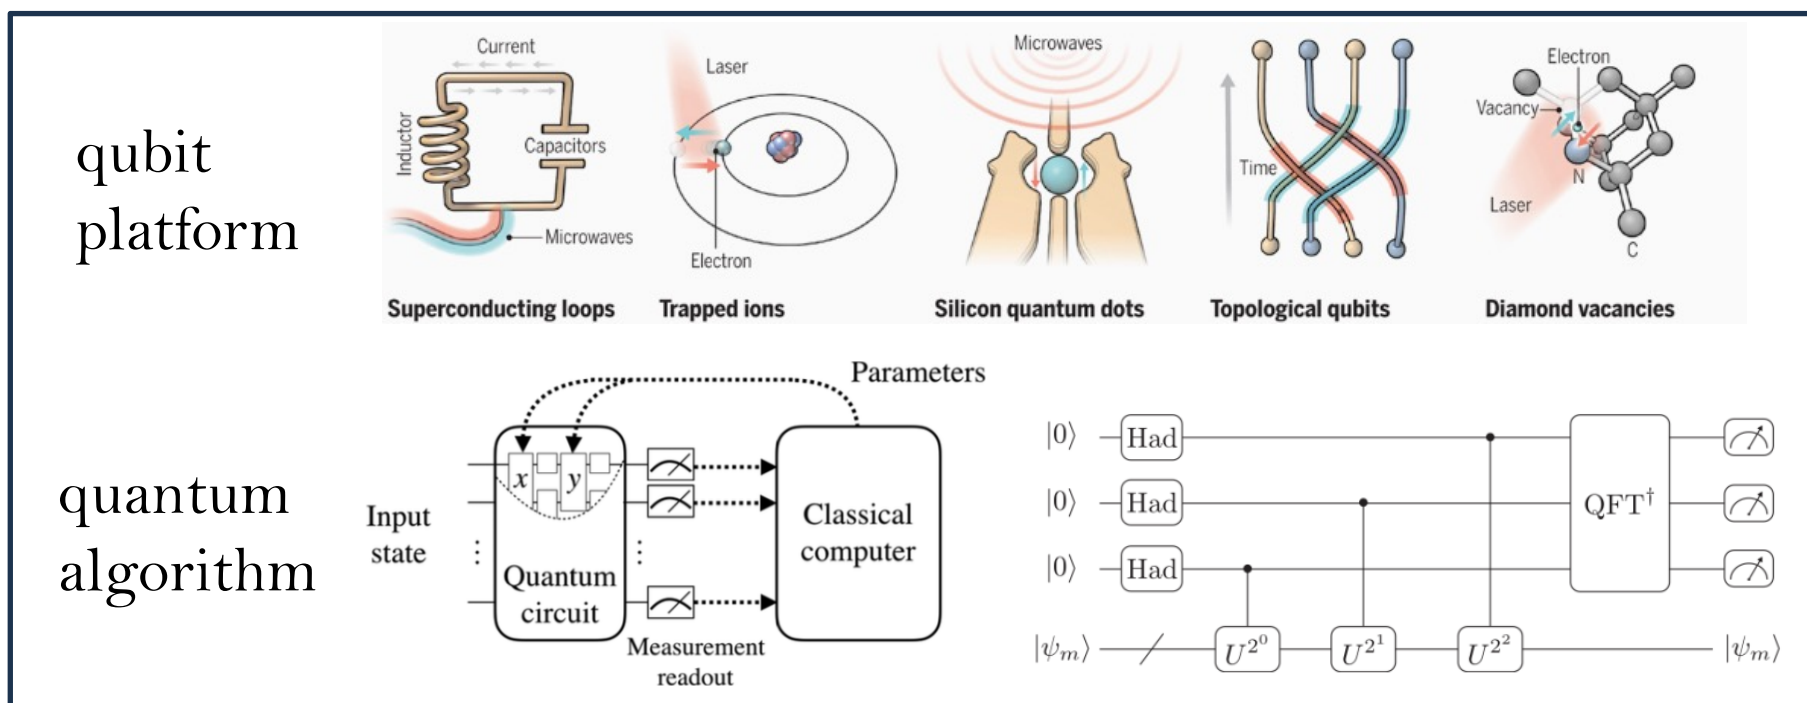 qubit
platform
Current
Inductor
Capacitors
Microwaves
Superconducting loops
Laser
Electron
Trapped ions
Microwaves
Silicon quantum dots
Time
Topological qubits
Electron
Vacancy
N
Laser
C
Diamond vacancies
quantum
algorithm
Parameters
Input
state
x y
Quantum
circuit
Measurement
readout
Classical
computer
|0⟩ Had
|0⟩ Had QFT†
|0⟩ Had
|ψₘ⟩ U^{2^0} U^{2^1} U^{2^2} |ψₘ⟩